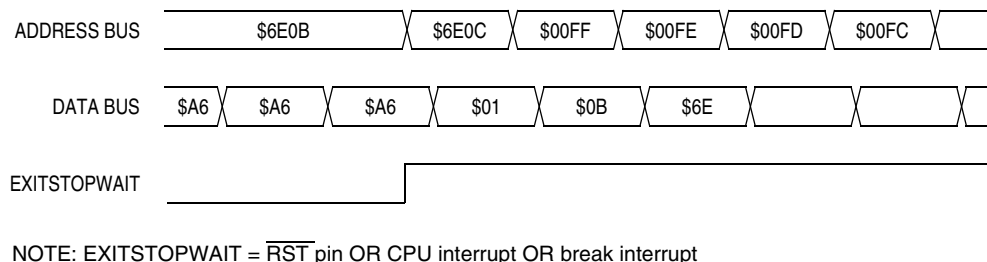 ADDRESS BUS $6E0B $6E0C $00FF $00FE $00FD $00FC
DATA BUS $A6 $A6 $A6 $01 $0B $6E
EXITSTOPWAIT
NOTE: EXITSTOPWAIT = RST pin OR CPU interrupt OR break interrupt